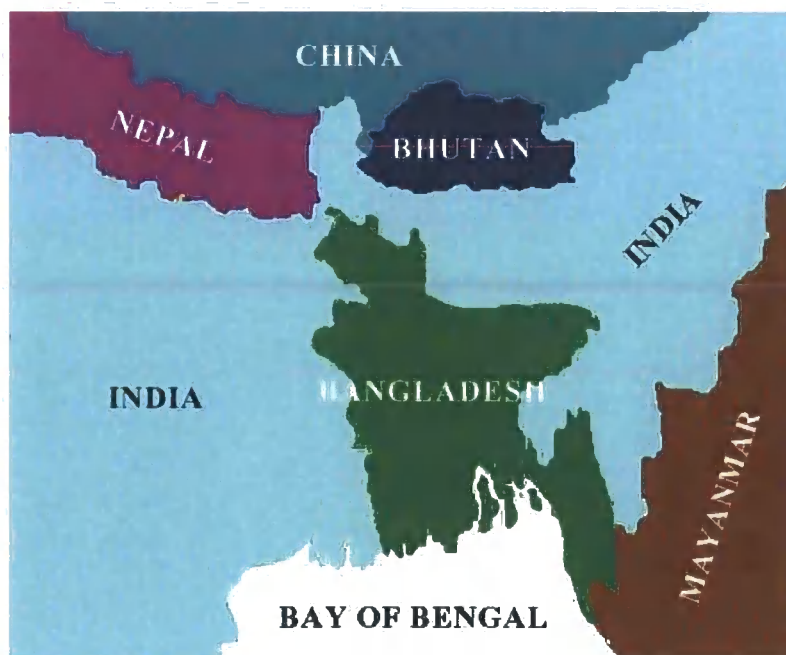 CHINA
NEPAL
BHUTAN
INDIA
INDIA
BANGLADESH
MAYANMAR
BAY OF BENGAL